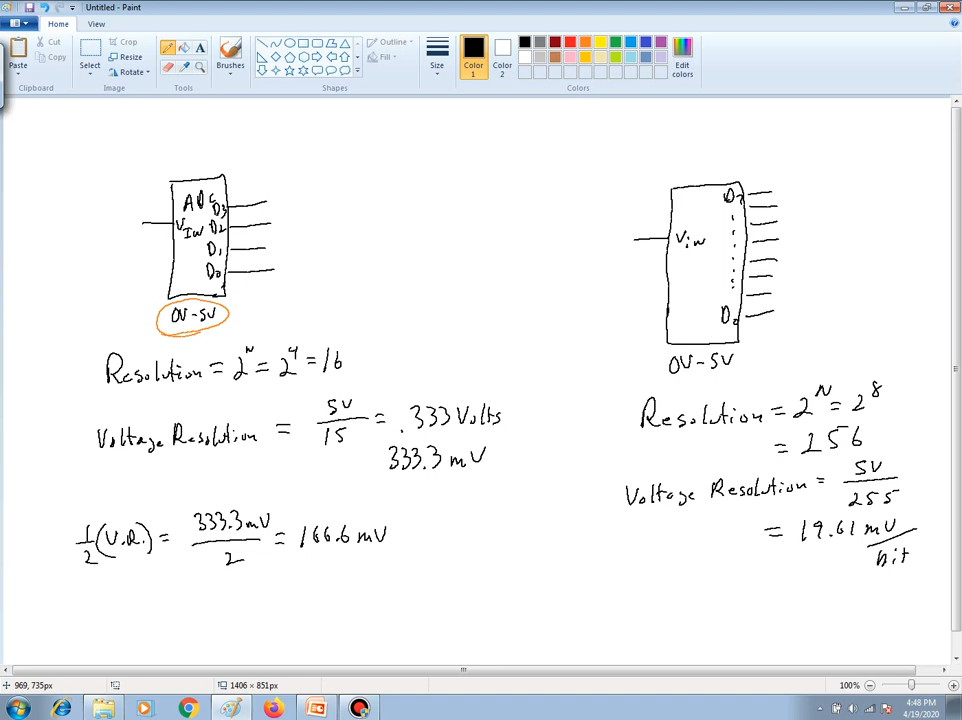 Untitled - Paint
Home
View
Paste
Cut
Copy
Clipboard
Select
Crop
Resize
Rotate
Image
A
Tools
Brushes
Shapes
Outline
Fill
Size
Color 1
Color 2
Edit colors
Colors
ADC
VIN
D3
D2
D1
D0
0V-5V
Resolution = 2^N = 2^4 = 16
Voltage Resolution = 5V/15 = .333 Volts
333.3 mV
1/2 (V.R.) = 333.3mV/2 = 166.6 mV
Vin
D7
D0
0V-5V
Resolution = 2^N = 2^8
= 256
Voltage Resolution = 5V/255
= 19.61 mV/bit
969, 735px
1406 × 851px
100%
4:48 PM
4/19/2020